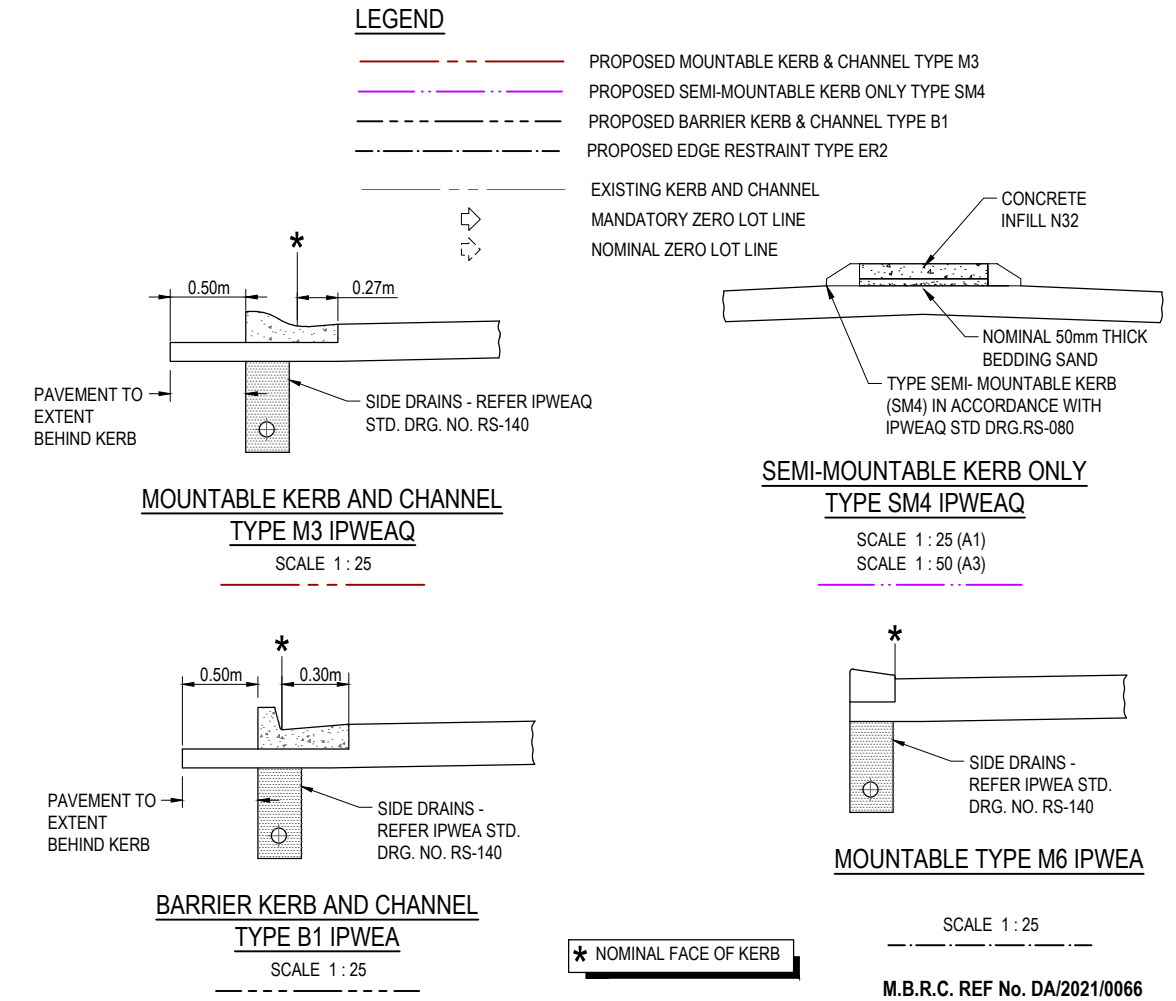 LEGEND
PROPOSED MOUNTABLE KERB & CHANNEL TYPE M3
PROPOSED SEMI-MOUNTABLE KERB ONLY TYPE SM4
PROPOSED BARRIER KERB & CHANNEL TYPE B1
PROPOSED EDGE RESTRAINT TYPE ER2
EXISTING KERB AND CHANNEL
MANDATORY ZERO LOT LINE
NOMINAL ZERO LOT LINE
*
0.50m
0.27m
PAVEMENT TO
EXTENT
BEHIND KERB
SIDE DRAINS - REFER IPWEAQ
STD. DRG. NO. RS-140
MOUNTABLE KERB AND CHANNEL
TYPE M3 IPWEAQ
SCALE 1 : 25
CONCRETE
INFILL N32
NOMINAL 50mm THICK
BEDDING SAND
TYPE SEMI- MOUNTABLE KERB
(SM4) IN ACCORDANCE WITH
IPWEAQ STD DRG.RS-080
SEMI-MOUNTABLE KERB ONLY
TYPE SM4 IPWEAQ
SCALE 1 : 25 (A1)
SCALE 1 : 50 (A3)
*
0.50m
0.30m
PAVEMENT TO
EXTENT
BEHIND KERB
SIDE DRAINS -
REFER IPWEA STD.
DRG. NO. RS-140
BARRIER KERB AND CHANNEL
TYPE B1 IPWEA
SCALE 1 : 25
*
SIDE DRAINS -
REFER IPWEA STD.
DRG. NO. RS-140
MOUNTABLE TYPE M6 IPWEA
SCALE 1 : 25
* NOMINAL FACE OF KERB
M.B.R.C. REF No. DA/2021/0066